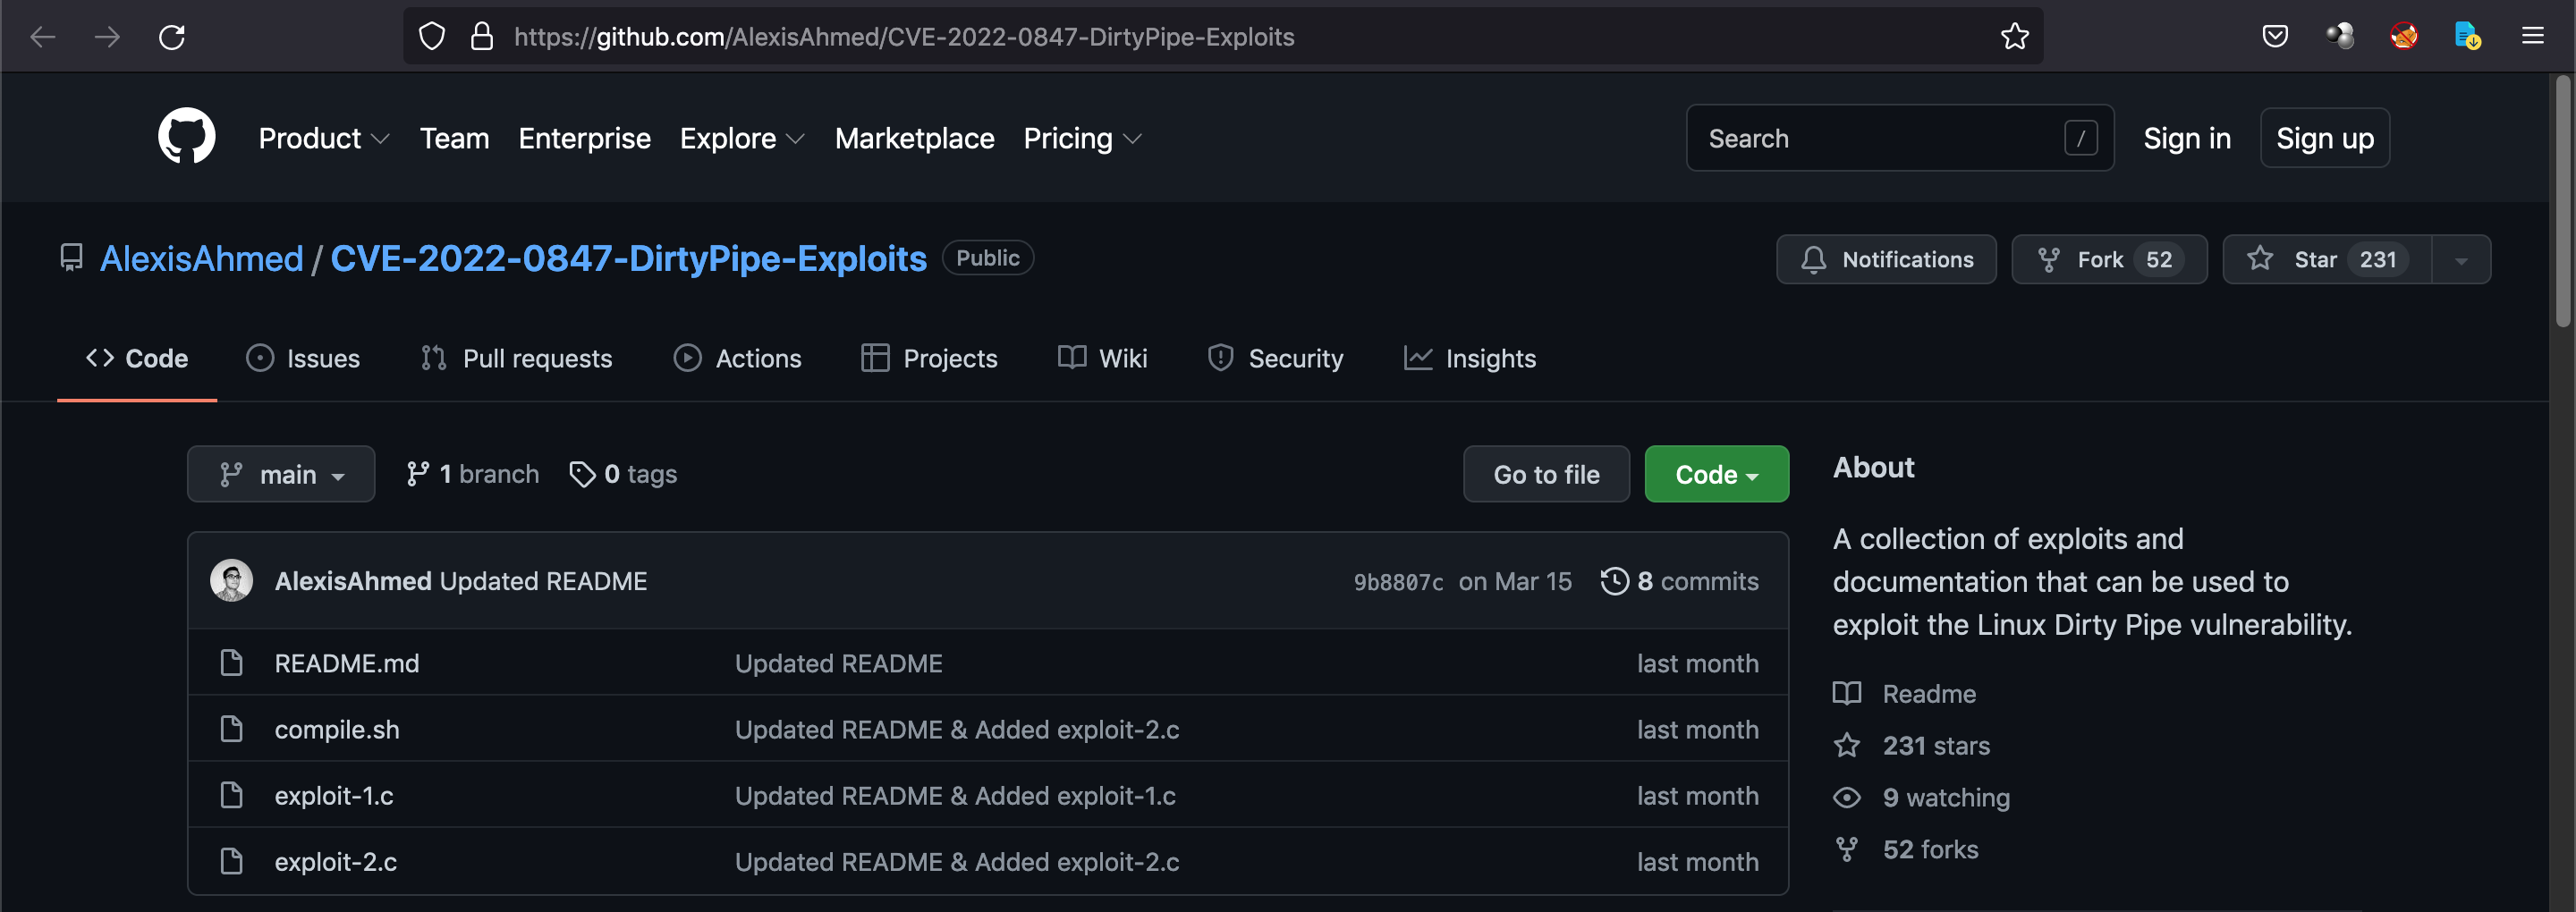 https://github.com/AlexisAhmed/CVE-2022-0847-DirtyPipe-Exploits
Product Team Enterprise Explore Marketplace Pricing Search / Sign in Sign up
AlexisAhmed / CVE-2022-0847-DirtyPipe-Exploits Public Notifications Fork 52 Star 231
Code Issues Pull requests Actions Projects Wiki Security Insights
main 1 branch 0 tags Go to file Code
AlexisAhmed Updated README 9b8807c on Mar 15 8 commits
README.md Updated README last month
compile.sh Updated README & Added exploit-2.c last month
exploit-1.c Updated README & Added exploit-1.c last month
exploit-2.c Updated README & Added exploit-2.c last month
About
A collection of exploits and
documentation that can be used to
exploit the Linux Dirty Pipe vulnerability.
Readme
231 stars
9 watching
52 forks